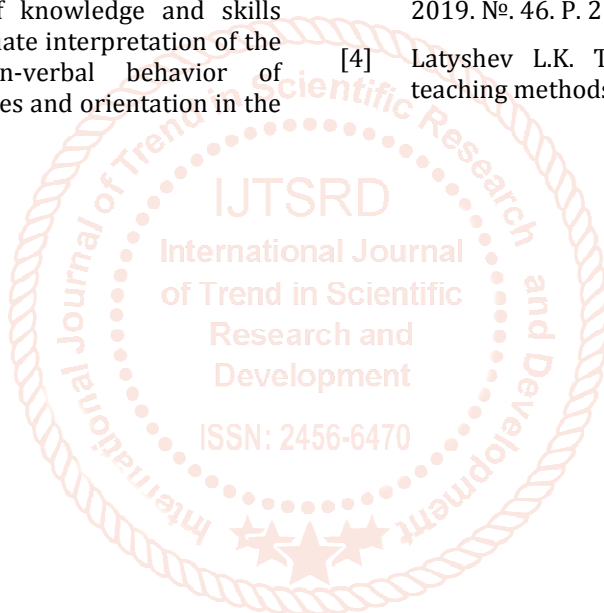 f knowledge and skills
uate interpretation of the
n-verbal behavior of
es and orientation in the
2019. №. 46. P. 2
[4] Latyshev L.K. T
teaching methods
International Journal of Trend in Scientific Research and Development
IJTSRD
International Journal
of Trend in Scientific
Research and
Development
ISSN: 2456-6470